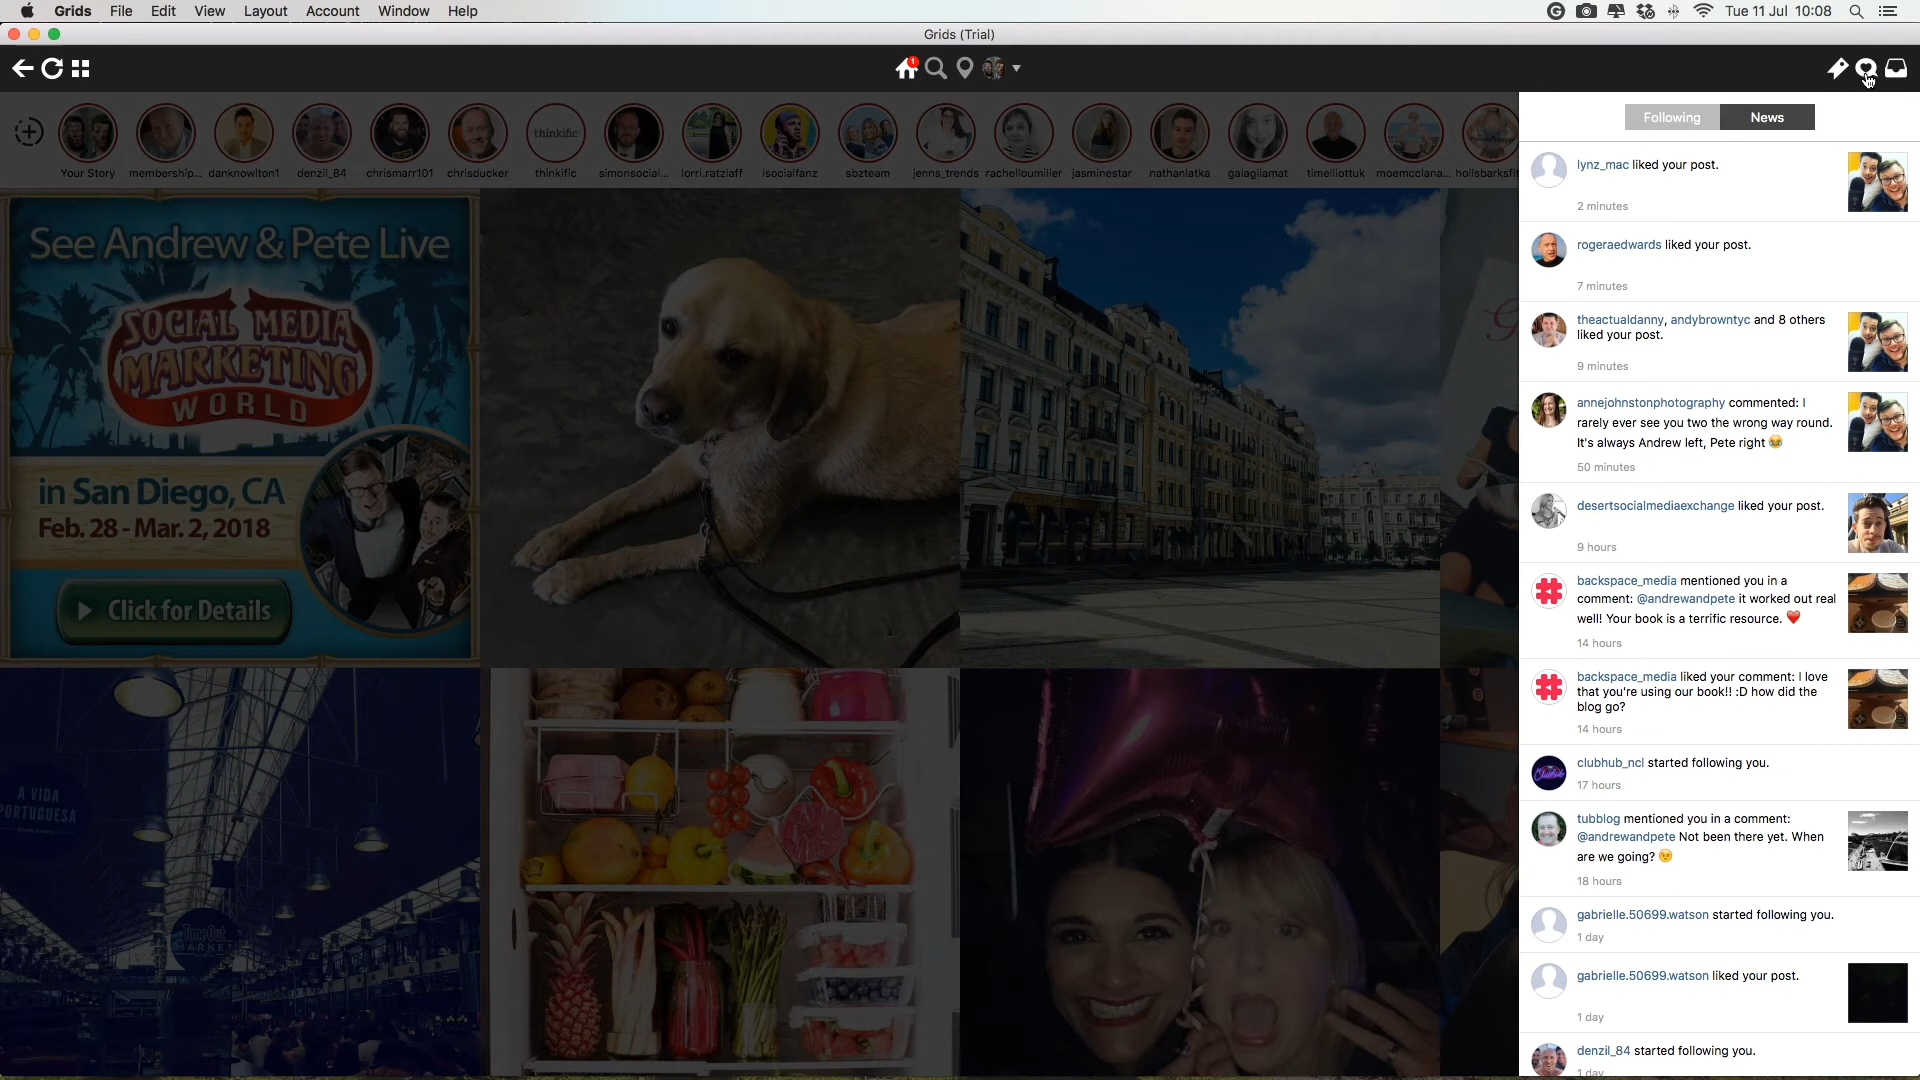 Grids File Edit View Layout Account Window Help
Tue 11 Jul 10:08
Grids (Trial)
1
Your Story membership... danknowlton1 denzil_84 chrismarr101 chrisducker thinkific simonsocial... lorri.ratzlaff isocialfanz sbzteam jenns_trends rachelloumiller jasminestar nathanlatka galagilamat timelliottuk moemcclana... hollsbarksfit
thinkific
Following News
lynz_mac liked your post.
2 minutes
rogeraedwards liked your post.
7 minutes
theactualdanny, andybrowntyc and 8 others
liked your post.
9 minutes
annejohnstonphotography commented: I
rarely ever see you two the wrong way round.
It's always Andrew left, Pete right 😂
50 minutes
desertsocialmediaexchange liked your post.
9 hours
backspace_media mentioned you in a
comment: @andrewandpete it worked out real
well! Your book is a terrific resource. ❤️
14 hours
backspace_media liked your comment: I love
that you're using our book!! :D how did the
blog go?
14 hours
clubhub_ncl started following you.
17 hours
tubblog mentioned you in a comment:
@andrewandpete Not been there yet. When
are we going? 😉
18 hours
gabrielle.50699.watson started following you.
1 day
gabrielle.50699.watson liked your post.
1 day
denzil_84 started following you.
1 day
See Andrew & Pete Live
SOCIAL MEDIA
MARKETING
WORLD
in San Diego, CA
Feb. 28 - Mar. 2, 2018
Click for Details
A VIDA
PORTUGUESA
Time Out
MARKET